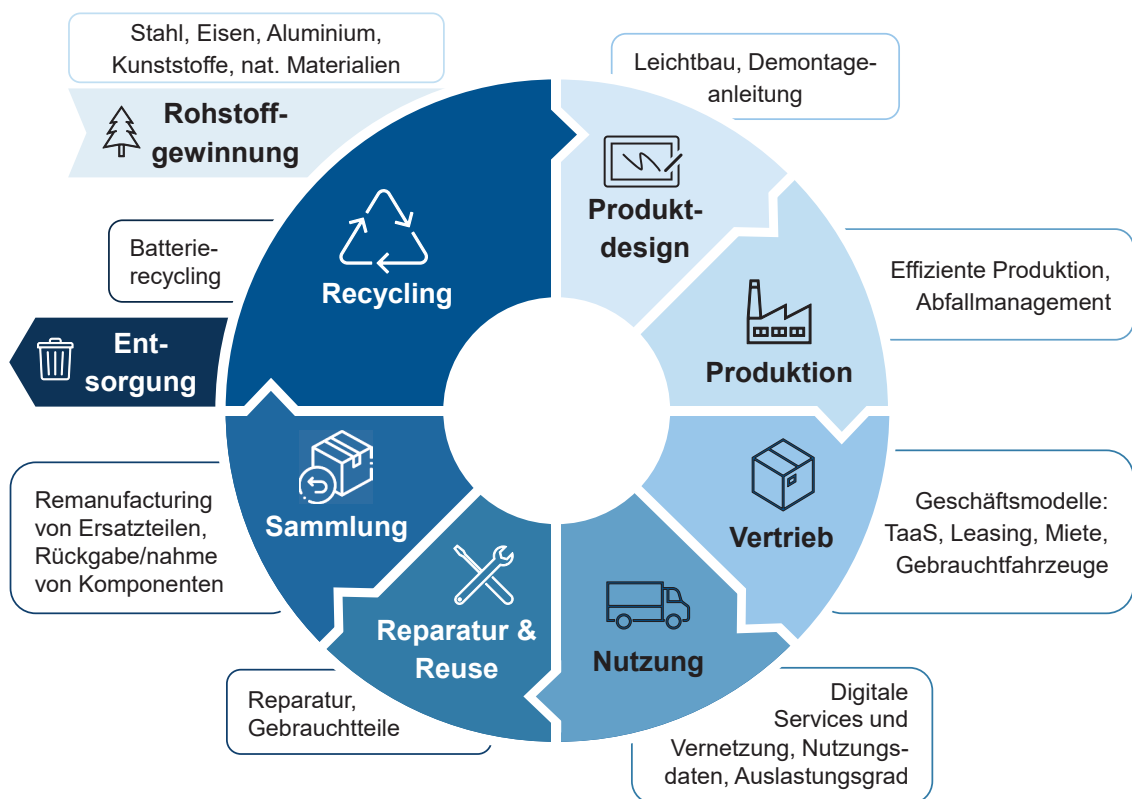 Stahl, Eisen, Aluminium,
Kunststoffe, nat. Materialien
Rohstoff-
gewinnung
Leichtbau, Demontage-
anleitung
Produkt-
design
Effiziente Produktion,
Abfallmanagement
Produktion
Geschäftsmodelle:
TaaS, Leasing, Miete,
Gebrauchtfahrzeuge
Vertrieb
Digitale
Services und
Vernetzung, Nutzungs-
daten, Auslastungsgrad
Nutzung
Reparatur &
Reuse
Reparatur,
Gebrauchtteile
Sammlung
Remanufacturing
von Ersatzteilen,
Rückgabe/nahme
von Komponenten
Ent-
sorgung
Batterie-
recycling
Recycling